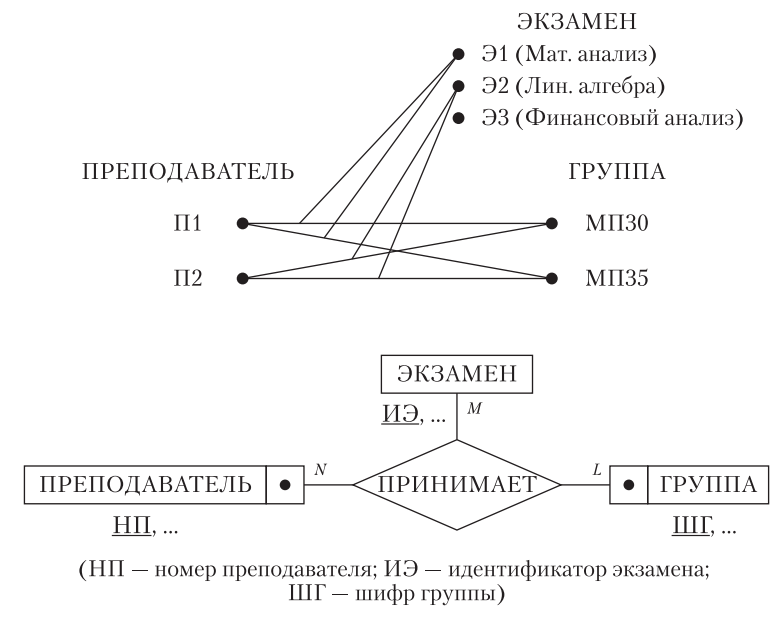 ЭКЗАМЕН
Э1 (Мат. анализ)
Э2 (Лин. алгебра)
Э3 (Финансовый анализ)
ПРЕПОДАВАТЕЛЬ
ГРУППА
П1
МП30
П2
МП35
ЭКЗАМЕН
ИЭ, ...
M
ПРЕПОДАВАТЕЛЬ
N
ПРИНИМАЕТ
L
ГРУППА
НП, ...
ШГ, ...
(НП — номер преподавателя; ИЭ — идентификатор экзамена;
ШГ — шифр группы)